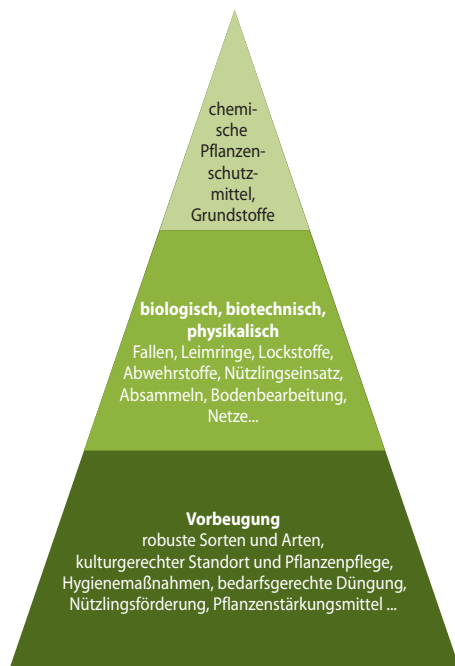 chemi-
sche
Pflanzen-
schutz-
mittel,
Grundstoffe
biologisch, biotechnisch,
physikalisch
Fallen, Leimringe, Lockstoffe,
Abwehrstoffe, Nützlingseinsatz,
Absammeln, Bodenbearbeitung,
Netze...
Vorbeugung
robuste Sorten und Arten,
kulturgerechter Standort und Pflanzenpflege,
Hygienemaßnahmen, bedarfsgerechte Düngung,
Nützlingsförderung, Pflanzenstärkungsmittel ...